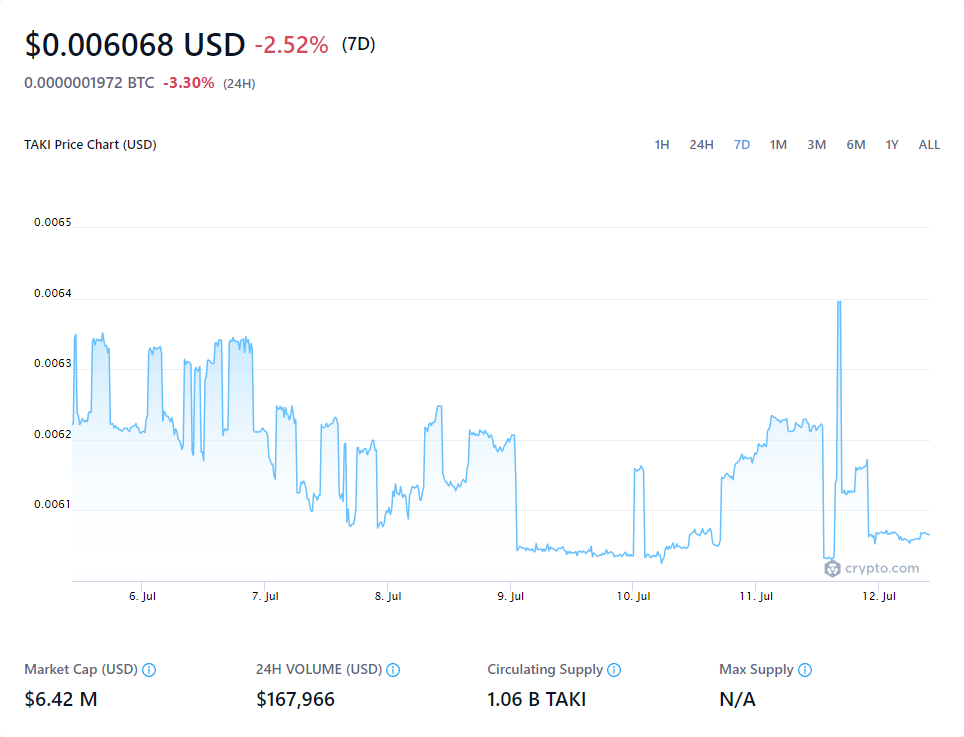 $0.006068 USD -2.52% (7D)
0.0000001972 BTC -3.30% (24H)
TAKI Price Chart (USD) 1H 24H 7D 1M 3M 6M 1Y ALL
0.0065
0.0064
0.0063
0.0062
0.0061
crypto.com
6. Jul 7. Jul 8. Jul 9. Jul 10. Jul 11. Jul 12. Jul
Market Cap (USD) 24H VOLUME (USD) Circulating Supply Max Supply
$6.42 M $167,966 1.06 B TAKI N/A